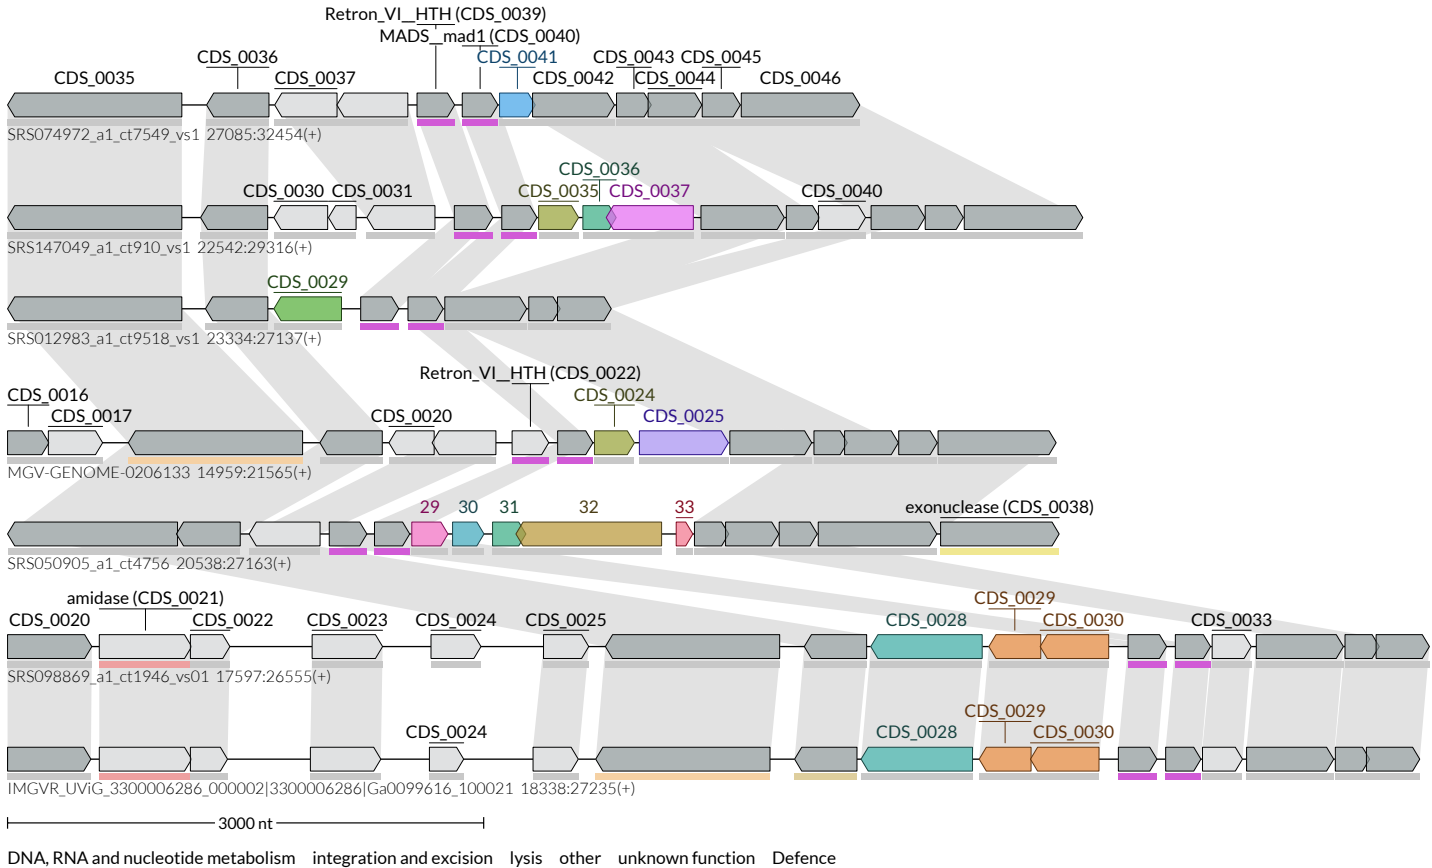 Retron_VI__HTH (CDS_0039)
MADS__mad1 (CDS_0040)
CDS_0036 CDS_0041 CDS_0043 CDS_0045
CDS_0035 CDS_0037 CDS_0042 CDS_0044 CDS_0046
SRS074972_a1_ct7549_vs1 27085:32454(+)
CDS_0036
CDS_0030 CDS_0031 CDS_0035 CDS_0037 CDS_0040
SRS147049_a1_ct910_vs1 22542:29316(+)
CDS_0029
SRS012983_a1_ct9518_vs1 23334:27137(+)
Retron_VI__HTH (CDS_0022)
CDS_0016 CDS_0024
CDS_0017 CDS_0020 CDS_0025
MGV-GENOME-0206133 14959:21565(+)
29 30 31 32 33 exonuclease (CDS_0038)
SRS050905_a1_ct4756 20538:27163(+)
amidase (CDS_0021) CDS_0029
CDS_0020 CDS_0022 CDS_0023 CDS_0024 CDS_0025 CDS_0028 CDS_0030 CDS_0033
SRS098869_a1_ct1946_vs01 17597:26555(+)
CDS_0029
CDS_0024 CDS_0028 CDS_0030
IMGVR_UViG_3300006286_000002|3300006286|Ga0099616_100021 18338:27235(+)
3000 nt
DNA, RNA and nucleotide metabolism integration and excision lysis other unknown function Defence